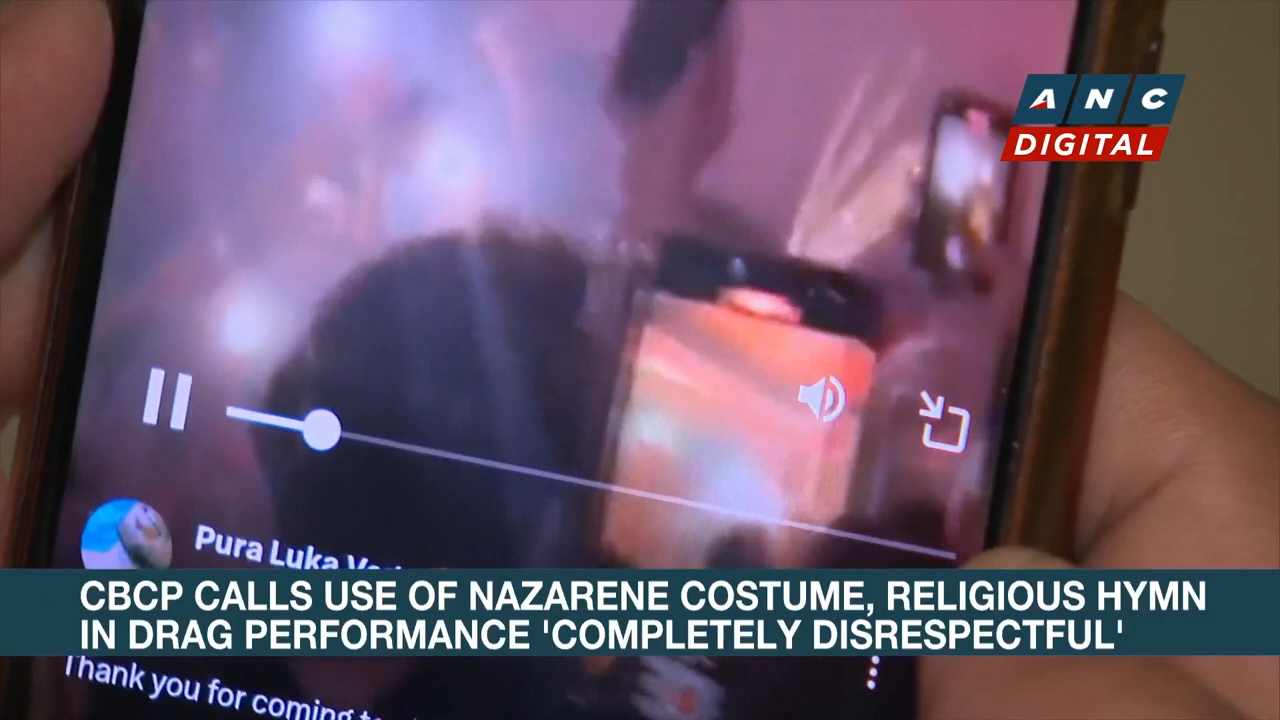 ANC
DIGITAL
Pura Luka
CBCP CALLS USE OF NAZARENE COSTUME, RELIGIOUS HYMN
IN DRAG PERFORMANCE 'COMPLETELY DISRESPECTFUL'
Thank you for coming